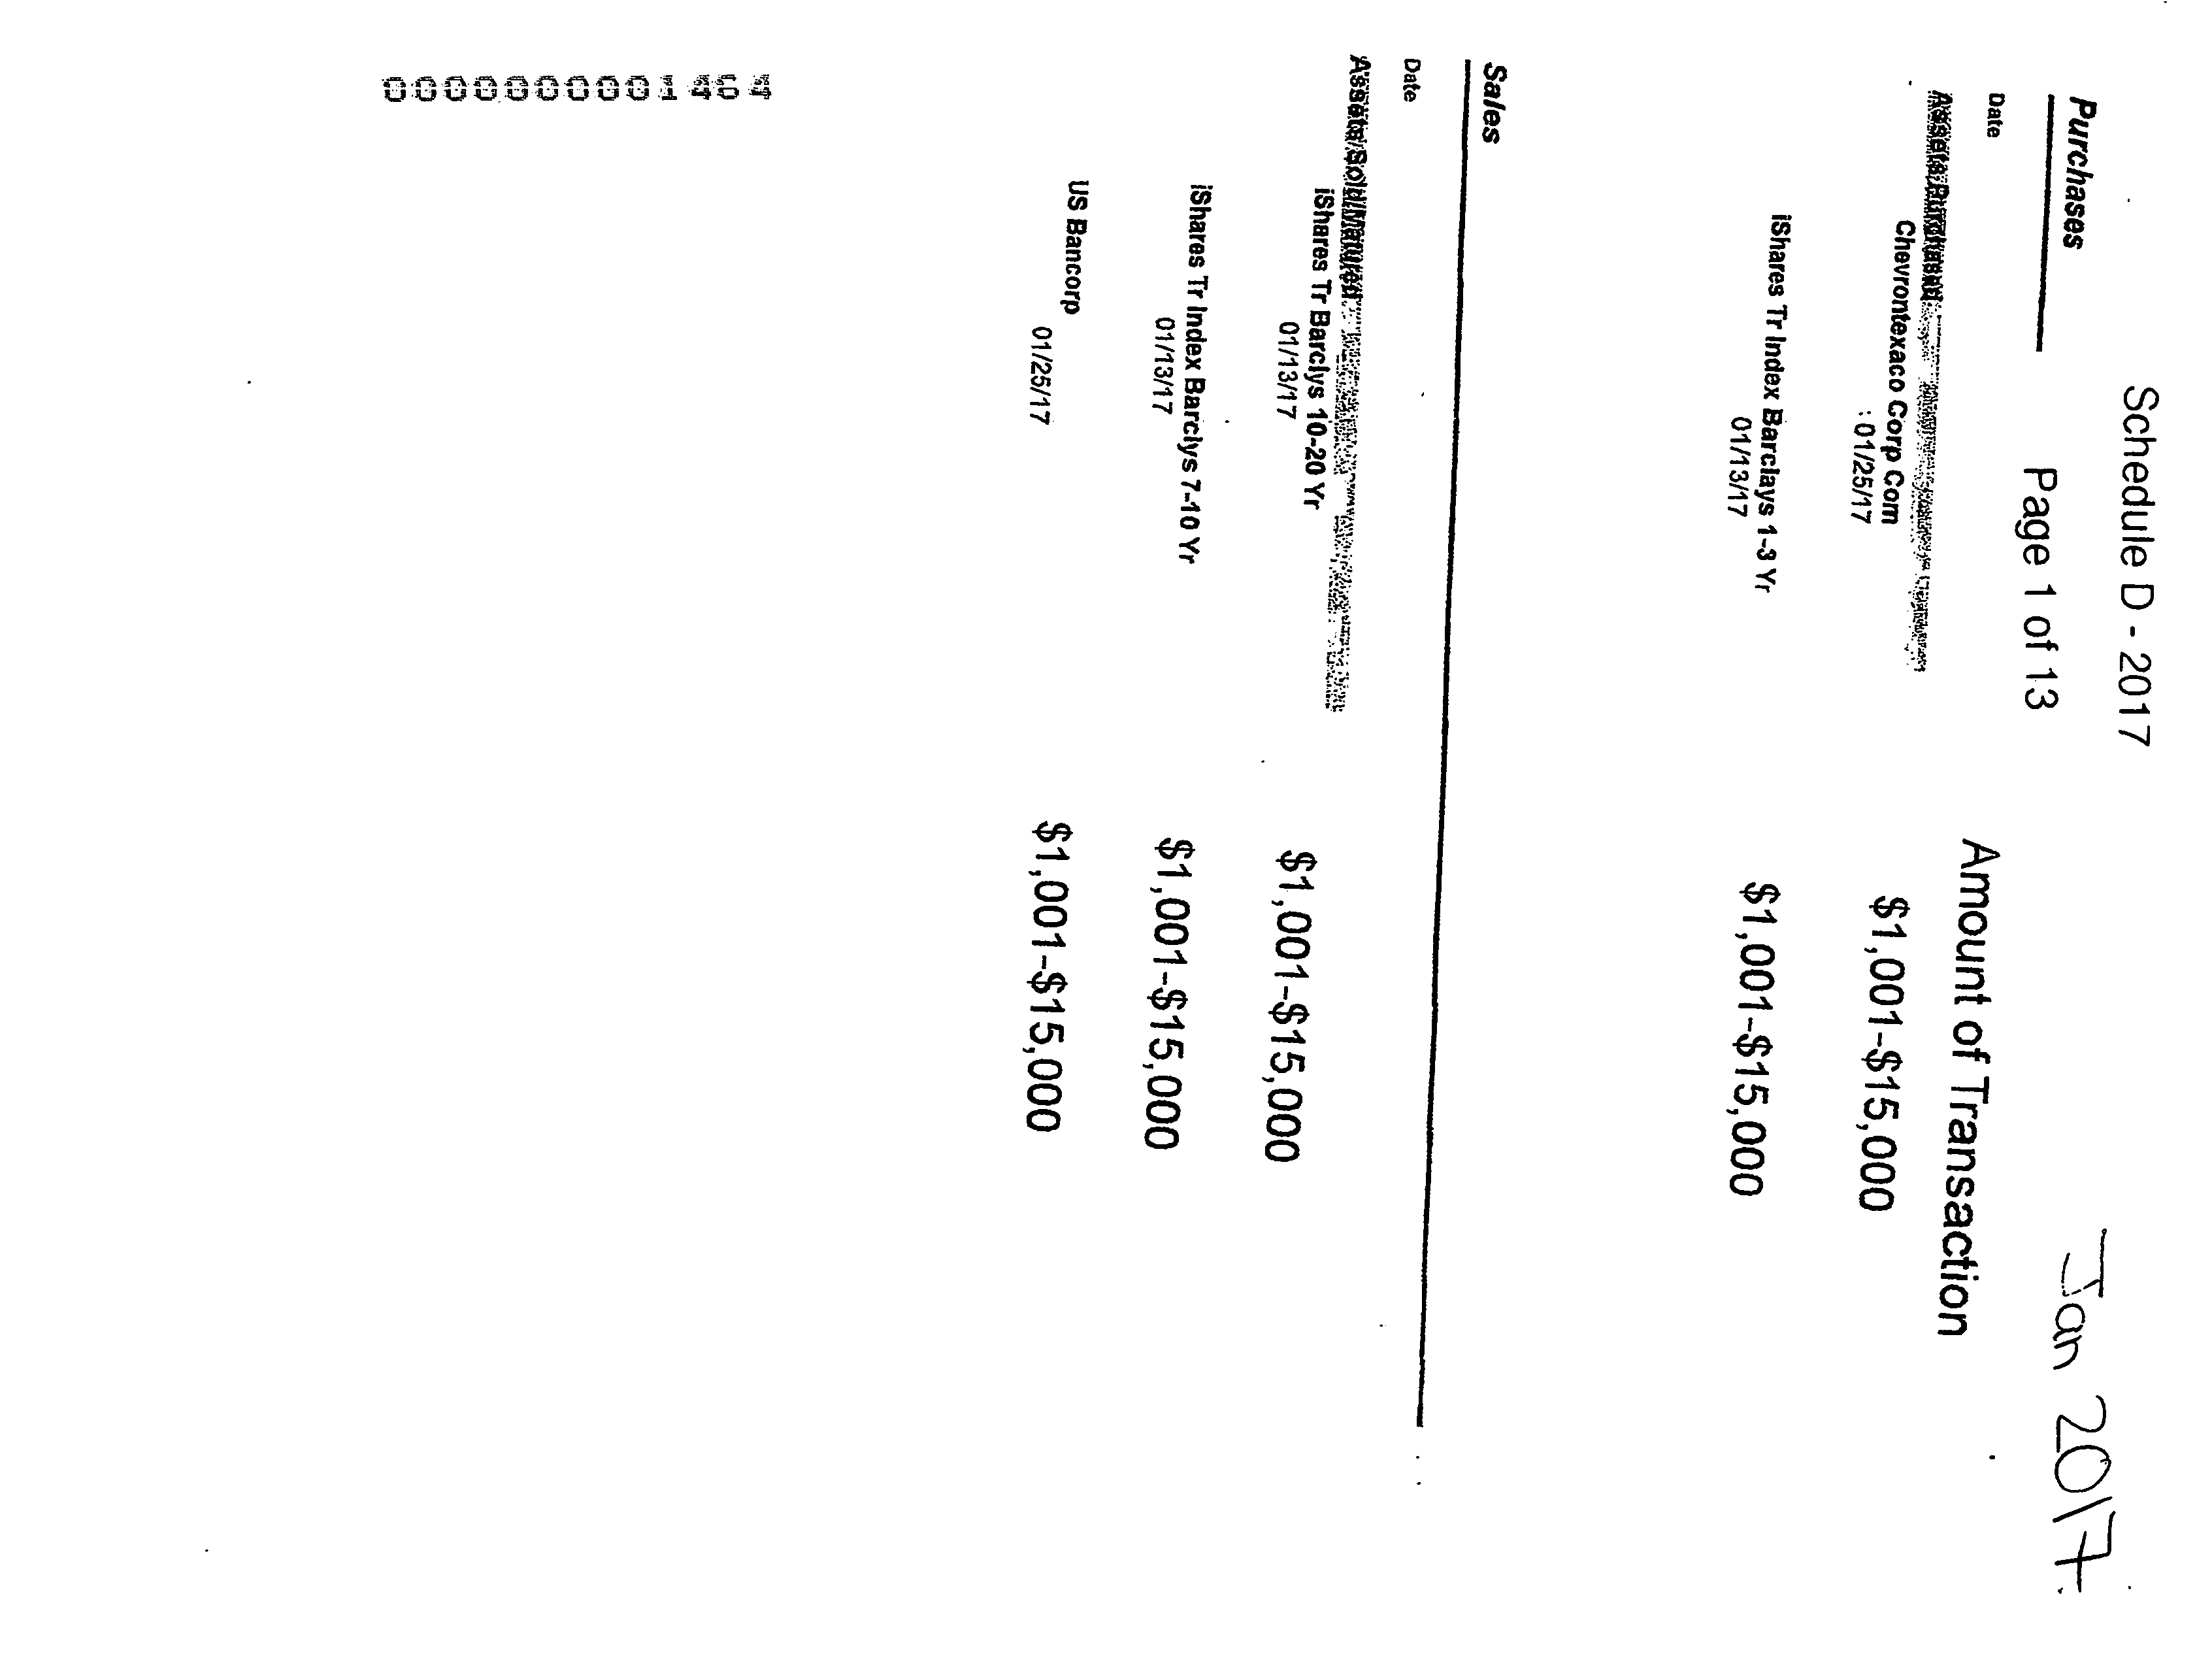 Schedule D - 2017
Page 1 of 13
Jan 2017
Purchases
Date
Amount of Transaction
Assets Purchased
Chevrontexaco Corp Com
: 01/25/17
$1,001-$15,000
iShares Tr Index Barclays 1-3 Yr
01/13/17
$1,001-$15,000
Sales
Date
Assets Sold/Matured
iShares Tr Barclys 10-20 Yr
01/13/17
$1,001-$15,000
iShares Tr Index Barclys 7-10 Yr
01/13/17
$1,001-$15,000
US Bancorp
01/25/17
$1,001-$15,000
0000000001464